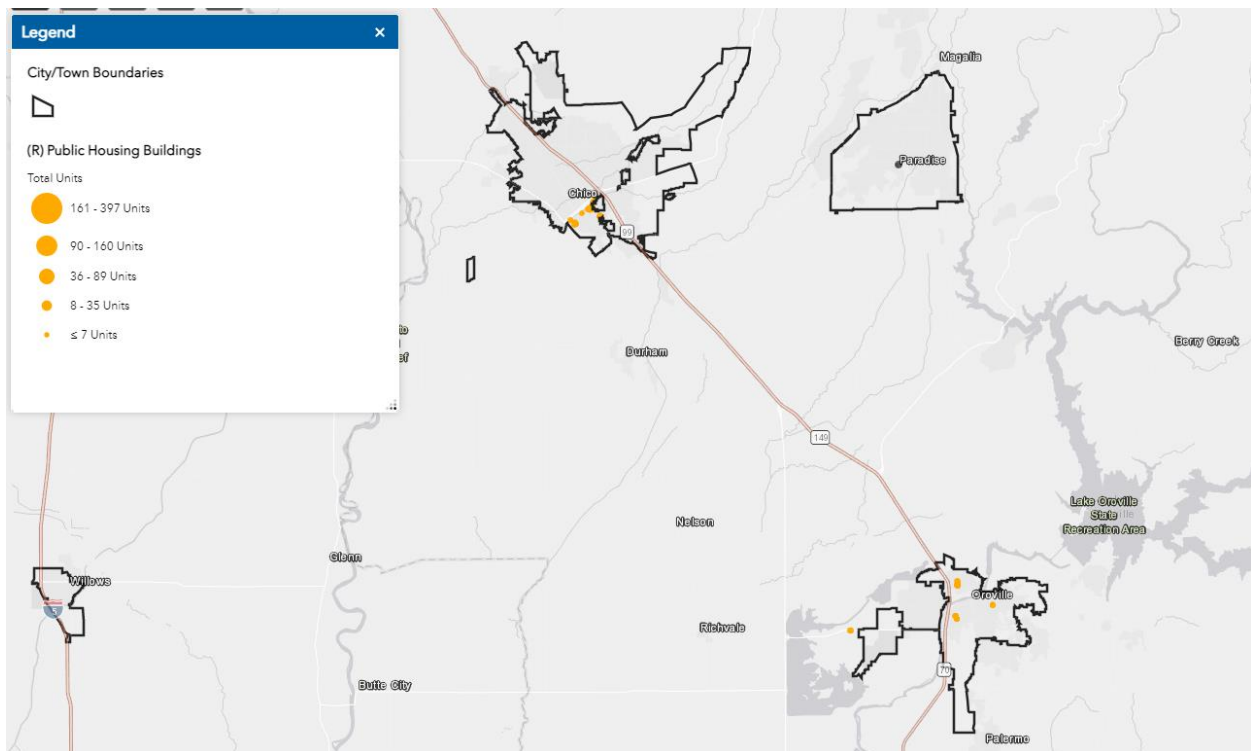 Legend
City/Town Boundaries
(R) Public Housing Buildings
Total Units
161 - 397 Units
90 - 160 Units
36 - 89 Units
8 - 35 Units
≤ 7 Units
Magalia
Paradise
Chico
99
to
ef
Durham
Berry Creek
149
Lake Oroville
State
Recreation Area
Nelson
Glenn
Willows
5
Oroville
Richvale
70
Butte City
Palermo